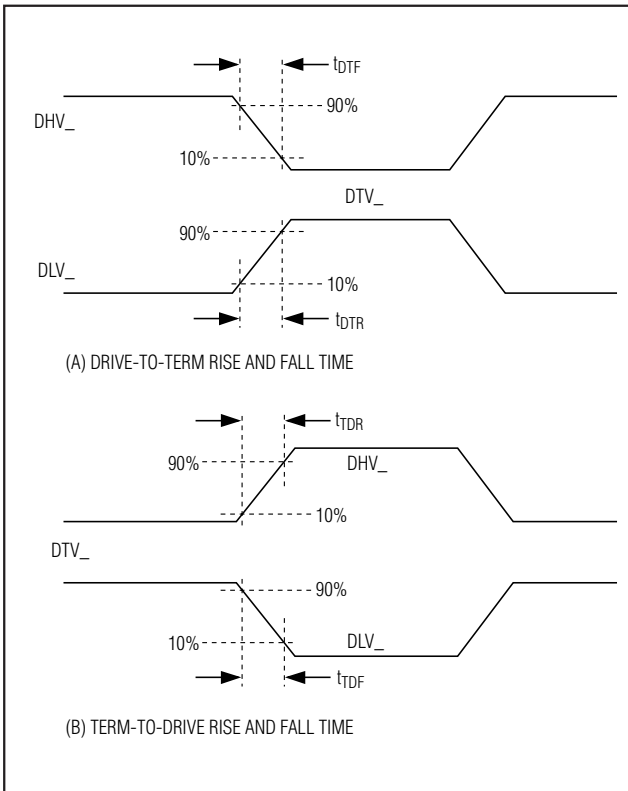 tDTF
90%
DHV_
10%
DTV_
90%
DLV_
10%
tDTR
(A) DRIVE-TO-TERM RISE AND FALL TIME
tTDR
90%
DHV_
10%
DTV_
90%
10%
DLV_
tTDF
(B) TERM-TO-DRIVE RISE AND FALL TIME